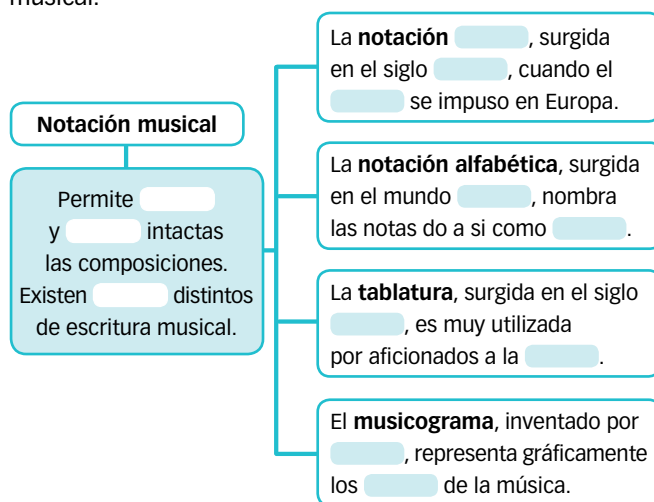 musical.
Notación musical
Permite
y intactas
las composiciones.
Existen distintos
de escritura musical.
La notación , surgida
en el siglo , cuando el
se impuso en Europa.
La notación alfabética, surgida
en el mundo , nombra
las notas do a si como .
La tablatura, surgida en el siglo
, es muy utilizada
por aficionados a la .
El musicograma, inventado por
, representa gráficamente
los de la música.